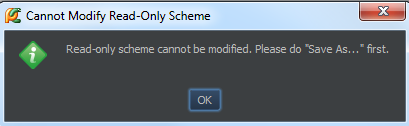 Cannot Modify Read-Only Scheme
Read-only scheme cannot be modified. Please do "Save As..." first.
OK